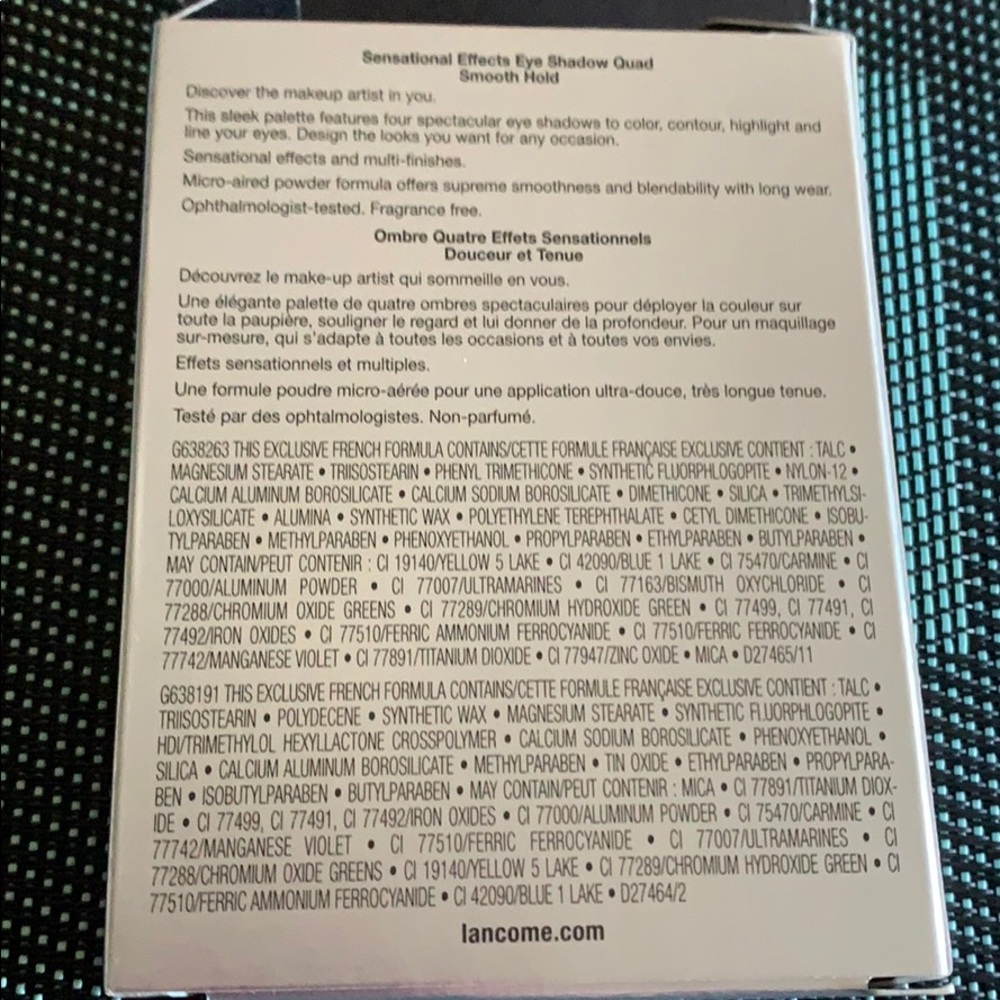 Sensational Effects Eye Shadow Quad
Smooth Hold
Discover the makeup artist in you.
This sleek palette features four spectacular eye shadows to color, contour, highlight and
line your eyes. Design the looks you want for any occasion.
Sensational effects and multi-finishes.
Micro-aired powder formula offers supreme smoothness and blendability with long wear.
Ophthalmologist-tested. Fragrance free.
Ombre Quatre Effets Sensationnels
Douceur et Tenue
Découvrez le make-up artist qui sommeille en vous.
Une élégante palette de quatre ombres spectaculaires pour déployer la couleur sur
toute la paupière, souligner le regard et lui donner de la profondeur. Pour un maquillage
sur-mesure, qui s'adapte à toutes les occasions et à toutes vos envies.
Effets sensationnels et multiples.
Une formule poudre micro-aérée pour une application ultra-douce, très longue tenue.
Testé par des ophtalmologistes. Non-parfumé.
G638263 THIS EXCLUSIVE FRENCH FORMULA CONTAINS/CETTE FORMULE FRANÇAISE EXCLUSIVE CONTIENT : TALC •
MAGNESIUM STEARATE • TRIISOSTEARIN • PHENYL TRIMETHICONE • SYNTHETIC FLUORPHLOGOPITE • NYLON-12 •
CALCIUM ALUMINUM BOROSILICATE • CALCIUM SODIUM BOROSILICATE • DIMETHICONE • SILICA • TRIMETHYLSI-
LOXYSILICATE • ALUMINA • SYNTHETIC WAX • POLYETHYLENE TEREPHTHALATE • CETYL DIMETHICONE • ISOBU-
TYLPARABEN • METHYLPARABEN • PHENOXYETHANOL • PROPYLPARABEN • ETHYLPARABEN • BUTYLPARABEN •
MAY CONTAIN/PEUT CONTENIR : CI 19140/YELLOW 5 LAKE • CI 42090/BLUE 1 LAKE • CI 75470/CARMINE • CI
77000/ALUMINUM POWDER • CI 77007/ULTRAMARINES • CI 77163/BISMUTH OXYCHLORIDE • CI
77288/CHROMIUM OXIDE GREENS • CI 77289/CHROMIUM HYDROXIDE GREEN • CI 77499, CI 77491, CI
77492/IRON OXIDES • CI 77510/FERRIC AMMONIUM FERROCYANIDE • CI 77510/FERRIC FERROCYANIDE • CI
77742/MANGANESE VIOLET • CI 77891/TITANIUM DIOXIDE • CI 77947/ZINC OXIDE • MICA • D27465/11
G638191 THIS EXCLUSIVE FRENCH FORMULA CONTAINS/CETTE FORMULE FRANÇAISE EXCLUSIVE CONTIENT : TALC •
TRIISOSTEARIN • POLYDECENE • SYNTHETIC WAX • MAGNESIUM STEARATE • SYNTHETIC FLUORPHLOGOPITE •
HDI/TRIMETHYLOL HEXYLLACTONE CROSSPOLYMER • CALCIUM SODIUM BOROSILICATE • PHENOXYETHANOL •
SILICA • CALCIUM ALUMINUM BOROSILICATE • METHYLPARABEN • TIN OXIDE • ETHYLPARABEN • PROPYLPARA-
BEN • ISOBUTYLPARABEN • BUTYLPARABEN • MAY CONTAIN/PEUT CONTENIR : MICA • CI 77891/TITANIUM DIOX-
IDE • CI 77499, CI 77491, CI 77492/IRON OXIDES • CI 77000/ALUMINUM POWDER • CI 75470/CARMINE • CI
77742/MANGANESE VIOLET • CI 77510/FERRIC FERROCYANIDE • CI 77007/ULTRAMARINES • CI
77288/CHROMIUM OXIDE GREENS • CI 19140/YELLOW 5 LAKE • CI 77289/CHROMIUM HYDROXIDE GREEN • CI
77510/FERRIC AMMONIUM FERROCYANIDE • CI 42090/BLUE 1 LAKE • D27464/2
lancome.com